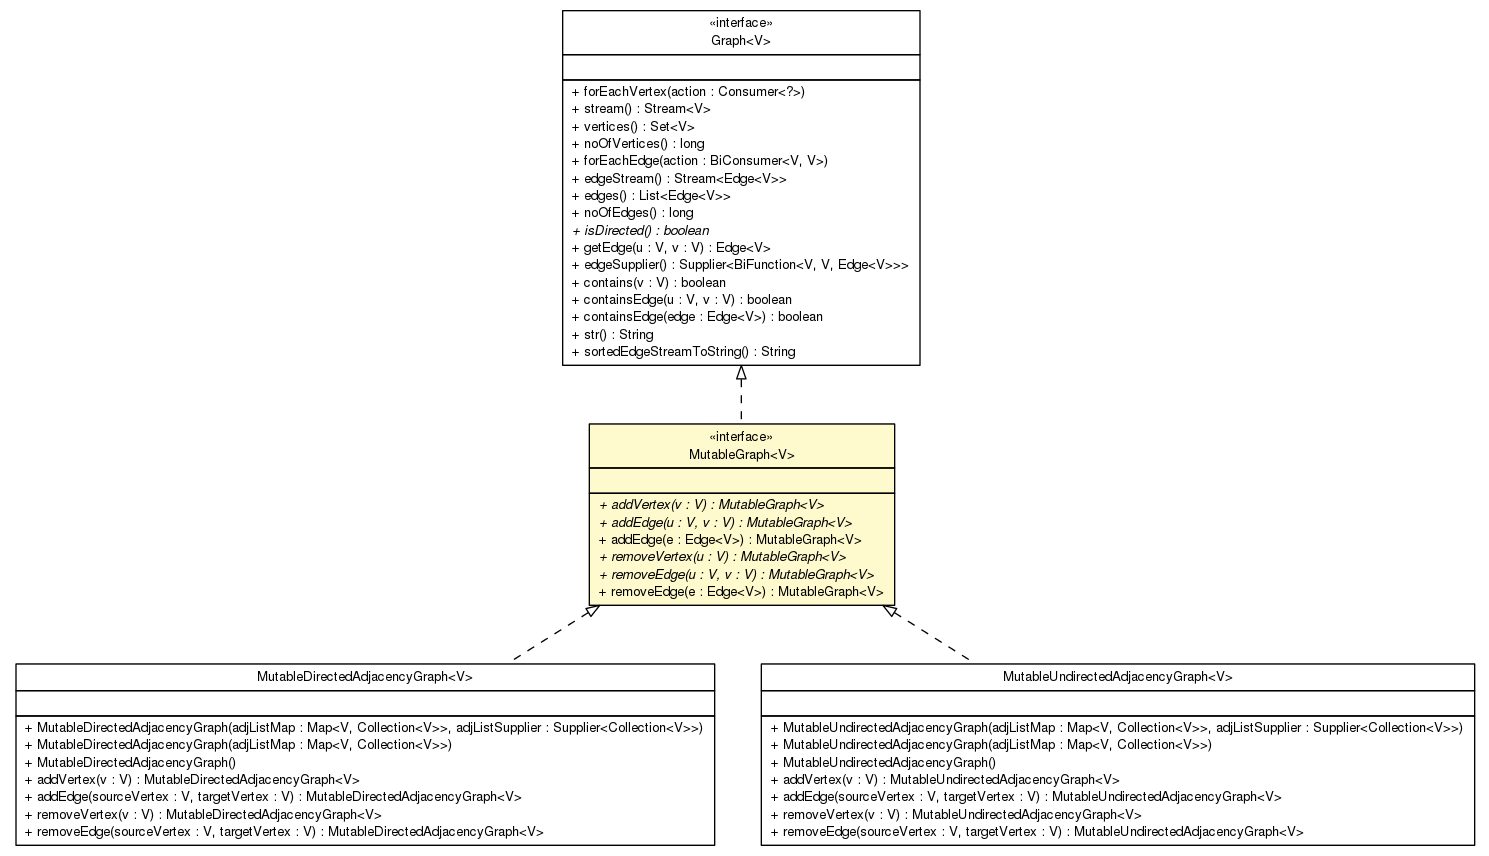 «interface»
Graph<V>
+ forEachVertex(action : Consumer<?>)
+ stream() : Stream<V>
+ vertices() : Set<V>
+ noOfVertices() : long
+ forEachEdge(action : BiConsumer<V, V>)
+ edgeStream() : Stream<Edge<V>>
+ edges() : List<Edge<V>>
+ noOfEdges() : long
+ isDirected() : boolean
+ getEdge(u : V, v : V) : Edge<V>
+ edgeSupplier() : Supplier<BiFunction<V, V, Edge<V>>>
+ contains(v : V) : boolean
+ containsEdge(u : V, v : V) : boolean
+ containsEdge(edge : Edge<V>) : boolean
+ str() : String
+ sortedEdgeStreamToString() : String
«interface»
MutableGraph<V>
+ addVertex(v : V) : MutableGraph<V>
+ addEdge(u : V, v : V) : MutableGraph<V>
+ addEdge(e : Edge<V>) : MutableGraph<V>
+ removeVertex(u : V) : MutableGraph<V>
+ removeEdge(u : V, v : V) : MutableGraph<V>
+ removeEdge(e : Edge<V>) : MutableGraph<V>
MutableDirectedAdjacencyGraph<V>
+ MutableDirectedAdjacencyGraph(adjListMap : Map<V, Collection<V>>, adjListSupplier : Supplier<Collection<V>>)
+ MutableDirectedAdjacencyGraph(adjListMap : Map<V, Collection<V>>)
+ MutableDirectedAdjacencyGraph()
+ addVertex(v : V) : MutableDirectedAdjacencyGraph<V>
+ addEdge(sourceVertex : V, targetVertex : V) : MutableDirectedAdjacencyGraph<V>
+ removeVertex(v : V) : MutableDirectedAdjacencyGraph<V>
+ removeEdge(sourceVertex : V, targetVertex : V) : MutableDirectedAdjacencyGraph<V>
MutableUndirectedAdjacencyGraph<V>
+ MutableUndirectedAdjacencyGraph(adjListMap : Map<V, Collection<V>>, adjListSupplier : Supplier<Collection<V>>)
+ MutableUndirectedAdjacencyGraph(adjListMap : Map<V, Collection<V>>)
+ MutableUndirectedAdjacencyGraph()
+ addVertex(v : V) : MutableUndirectedAdjacencyGraph<V>
+ addEdge(sourceVertex : V, targetVertex : V) : MutableUndirectedAdjacencyGraph<V>
+ removeVertex(v : V) : MutableUndirectedAdjacencyGraph<V>
+ removeEdge(sourceVertex : V, targetVertex : V) : MutableUndirectedAdjacencyGraph<V>